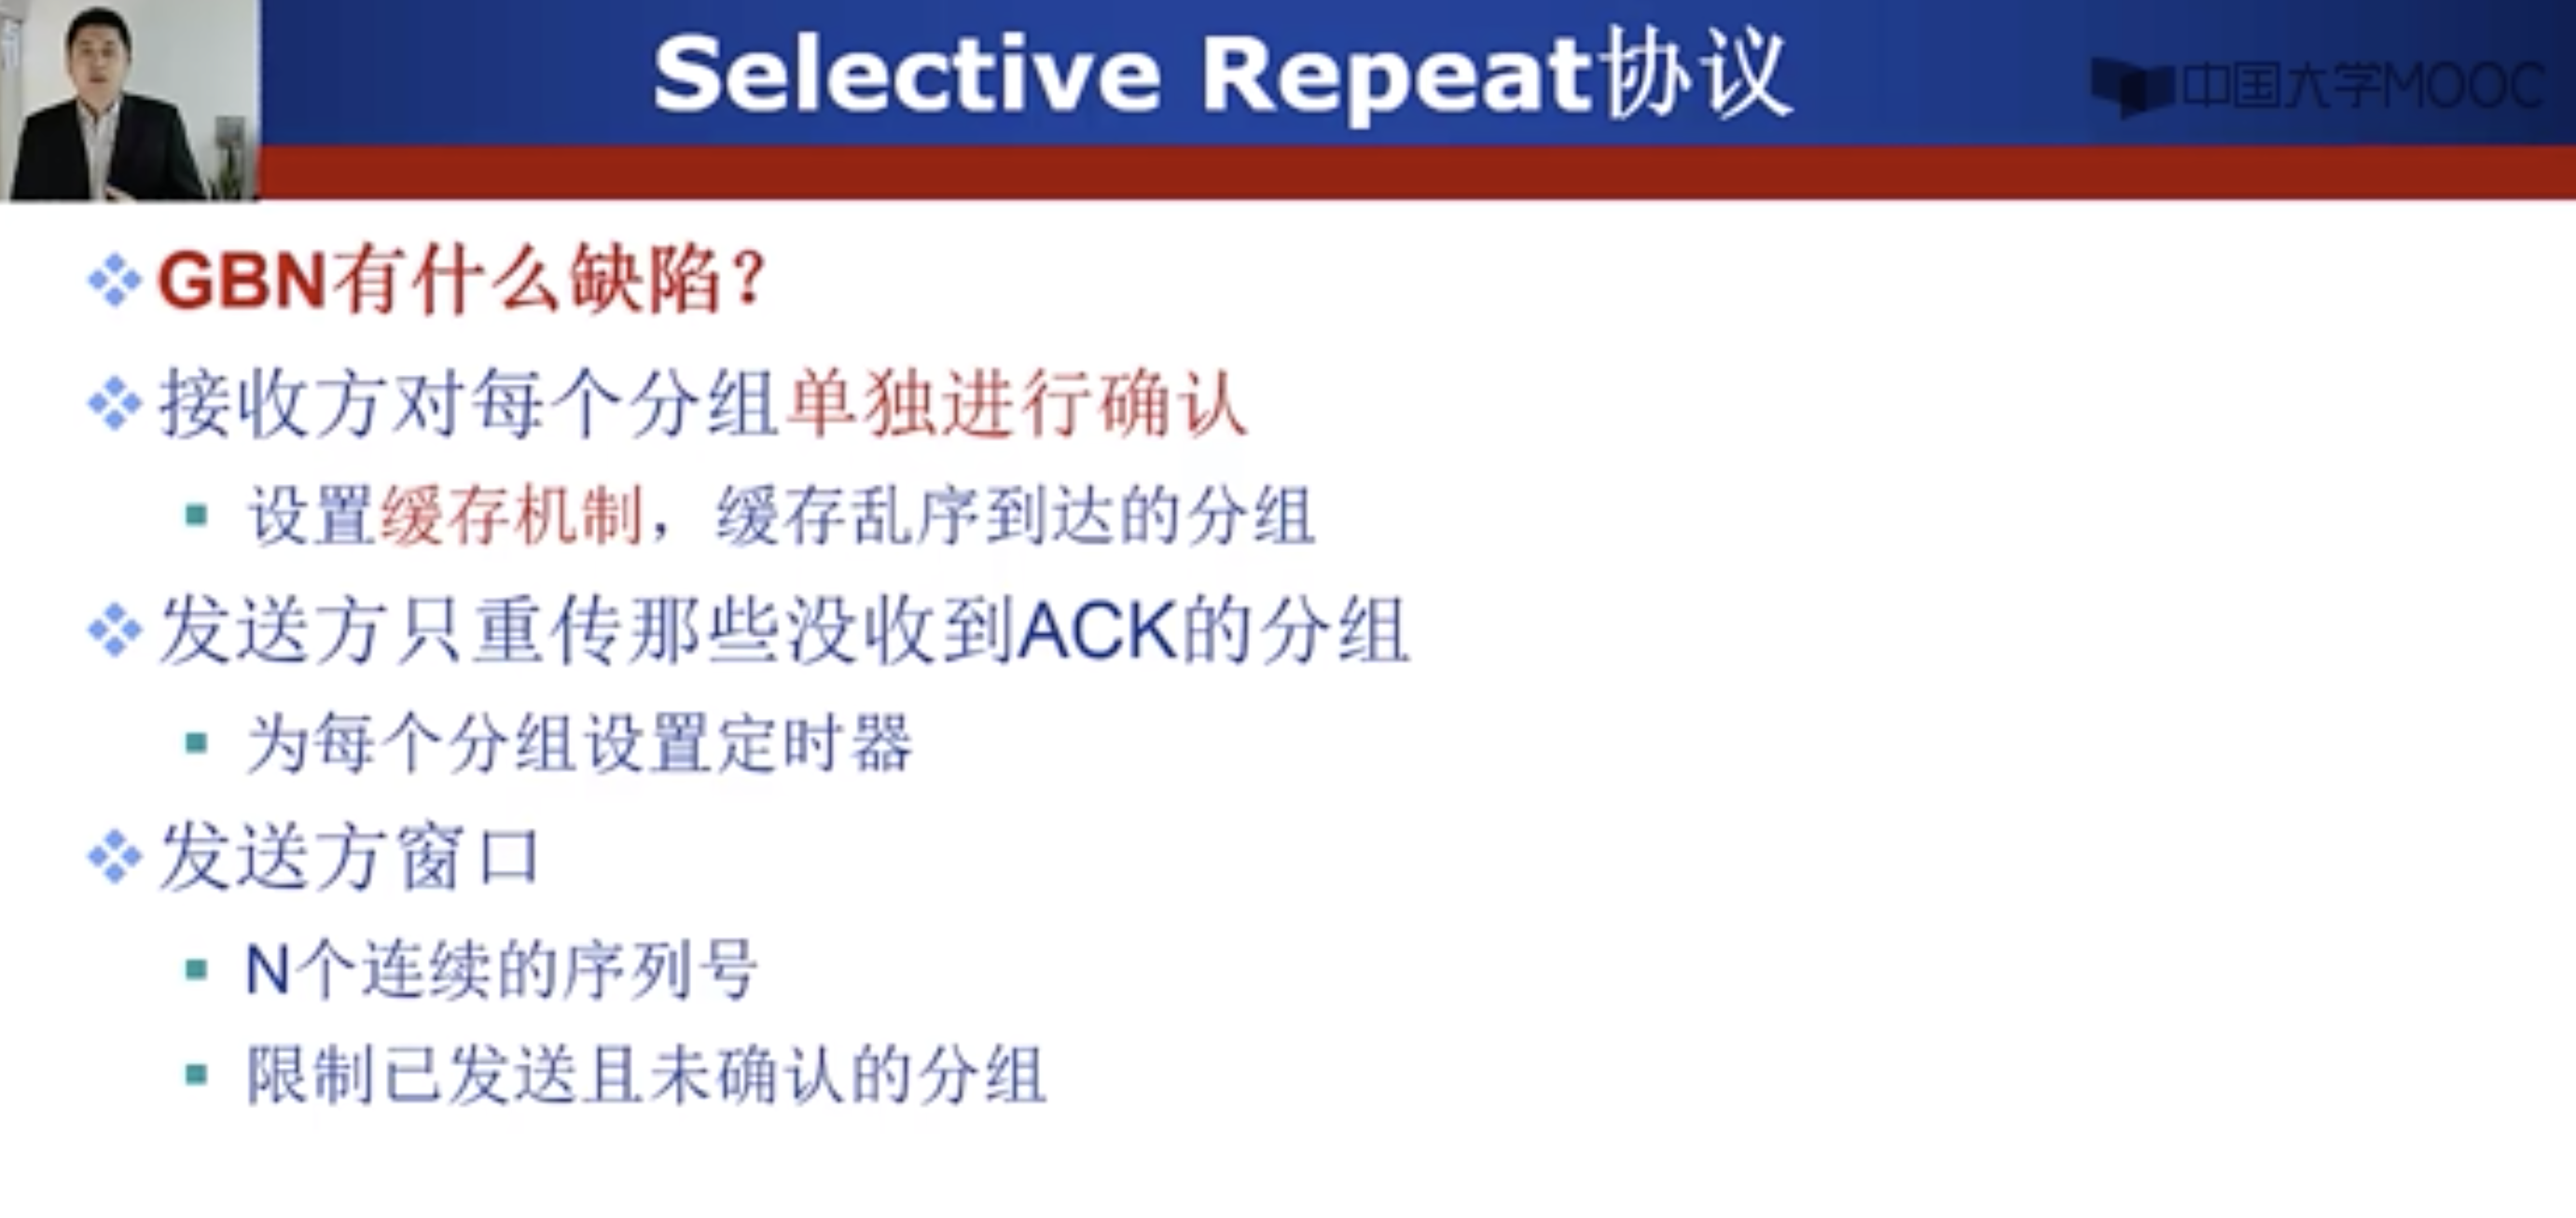 Selective Repeat协议
中国大学MOOC
GBN有什么缺陷？
接收方对每个分组单独进行确认
设置缓存机制，缓存乱序到达的分组
发送方只重传那些没收到ACK的分组
为每个分组设置定时器
发送方窗口
N个连续的序列号
限制已发送且未确认的分组